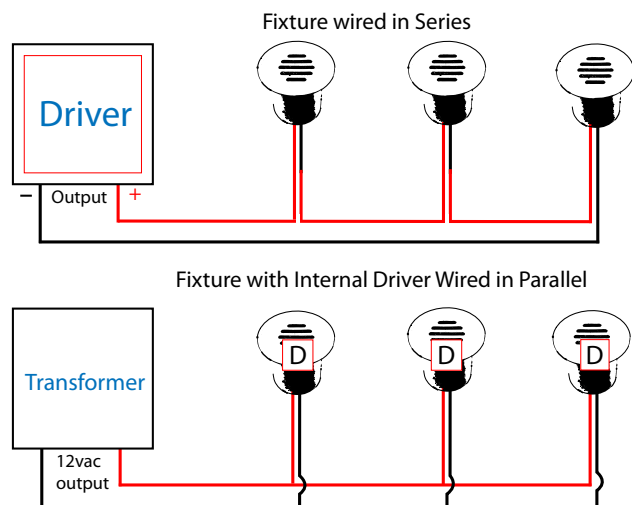 Fixture wired in Series
Driver
– Output +
Fixture with Internal Driver Wired in Parallel
D D D
Transformer
12vac
output